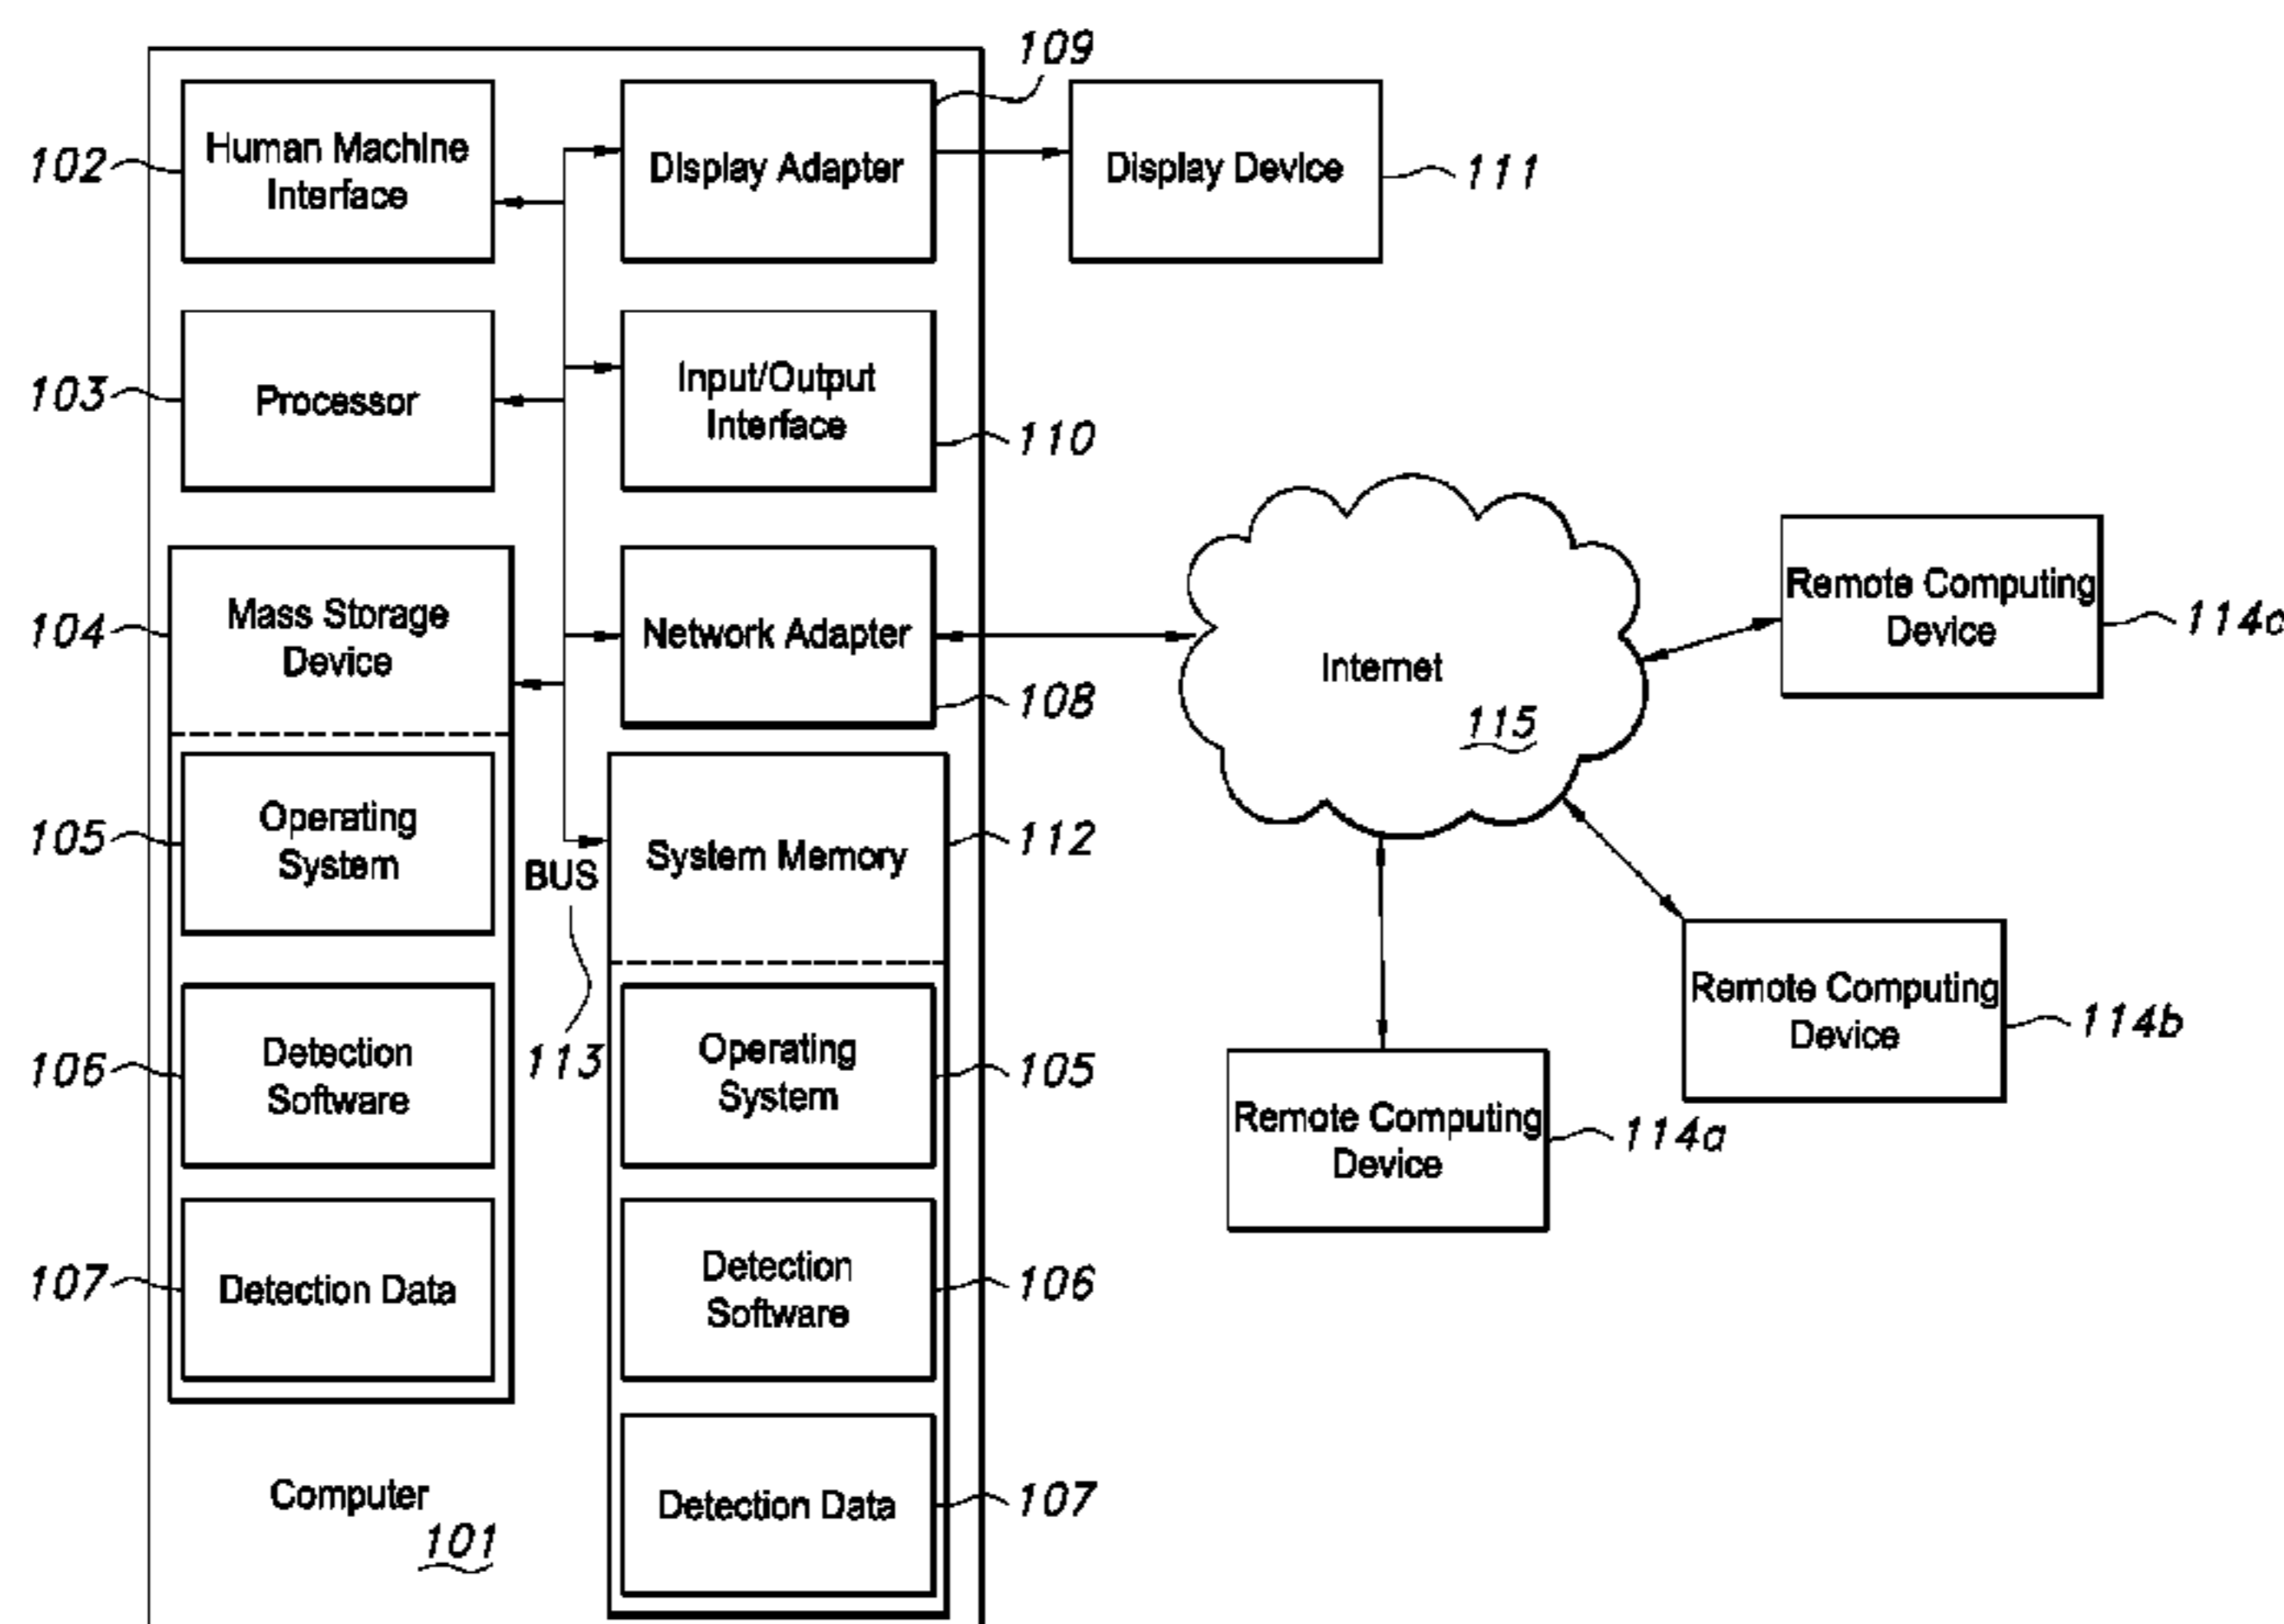 109
102
Human Machine
Interface
Display Adapter
Display Device
111
103
Processor
Input/Output
Interface
110
104
Mass Storage
Device
Network Adapter
108
Internet
115
Remote Computing
Device
114c
105
Operating
System
BUS
113
System Memory
112
Remote Computing
Device
114b
106
Detection
Software
Operating
System
105
Remote Computing
Device
114a
107
Detection Data
Detection
Software
106
Computer
101
Detection Data
107